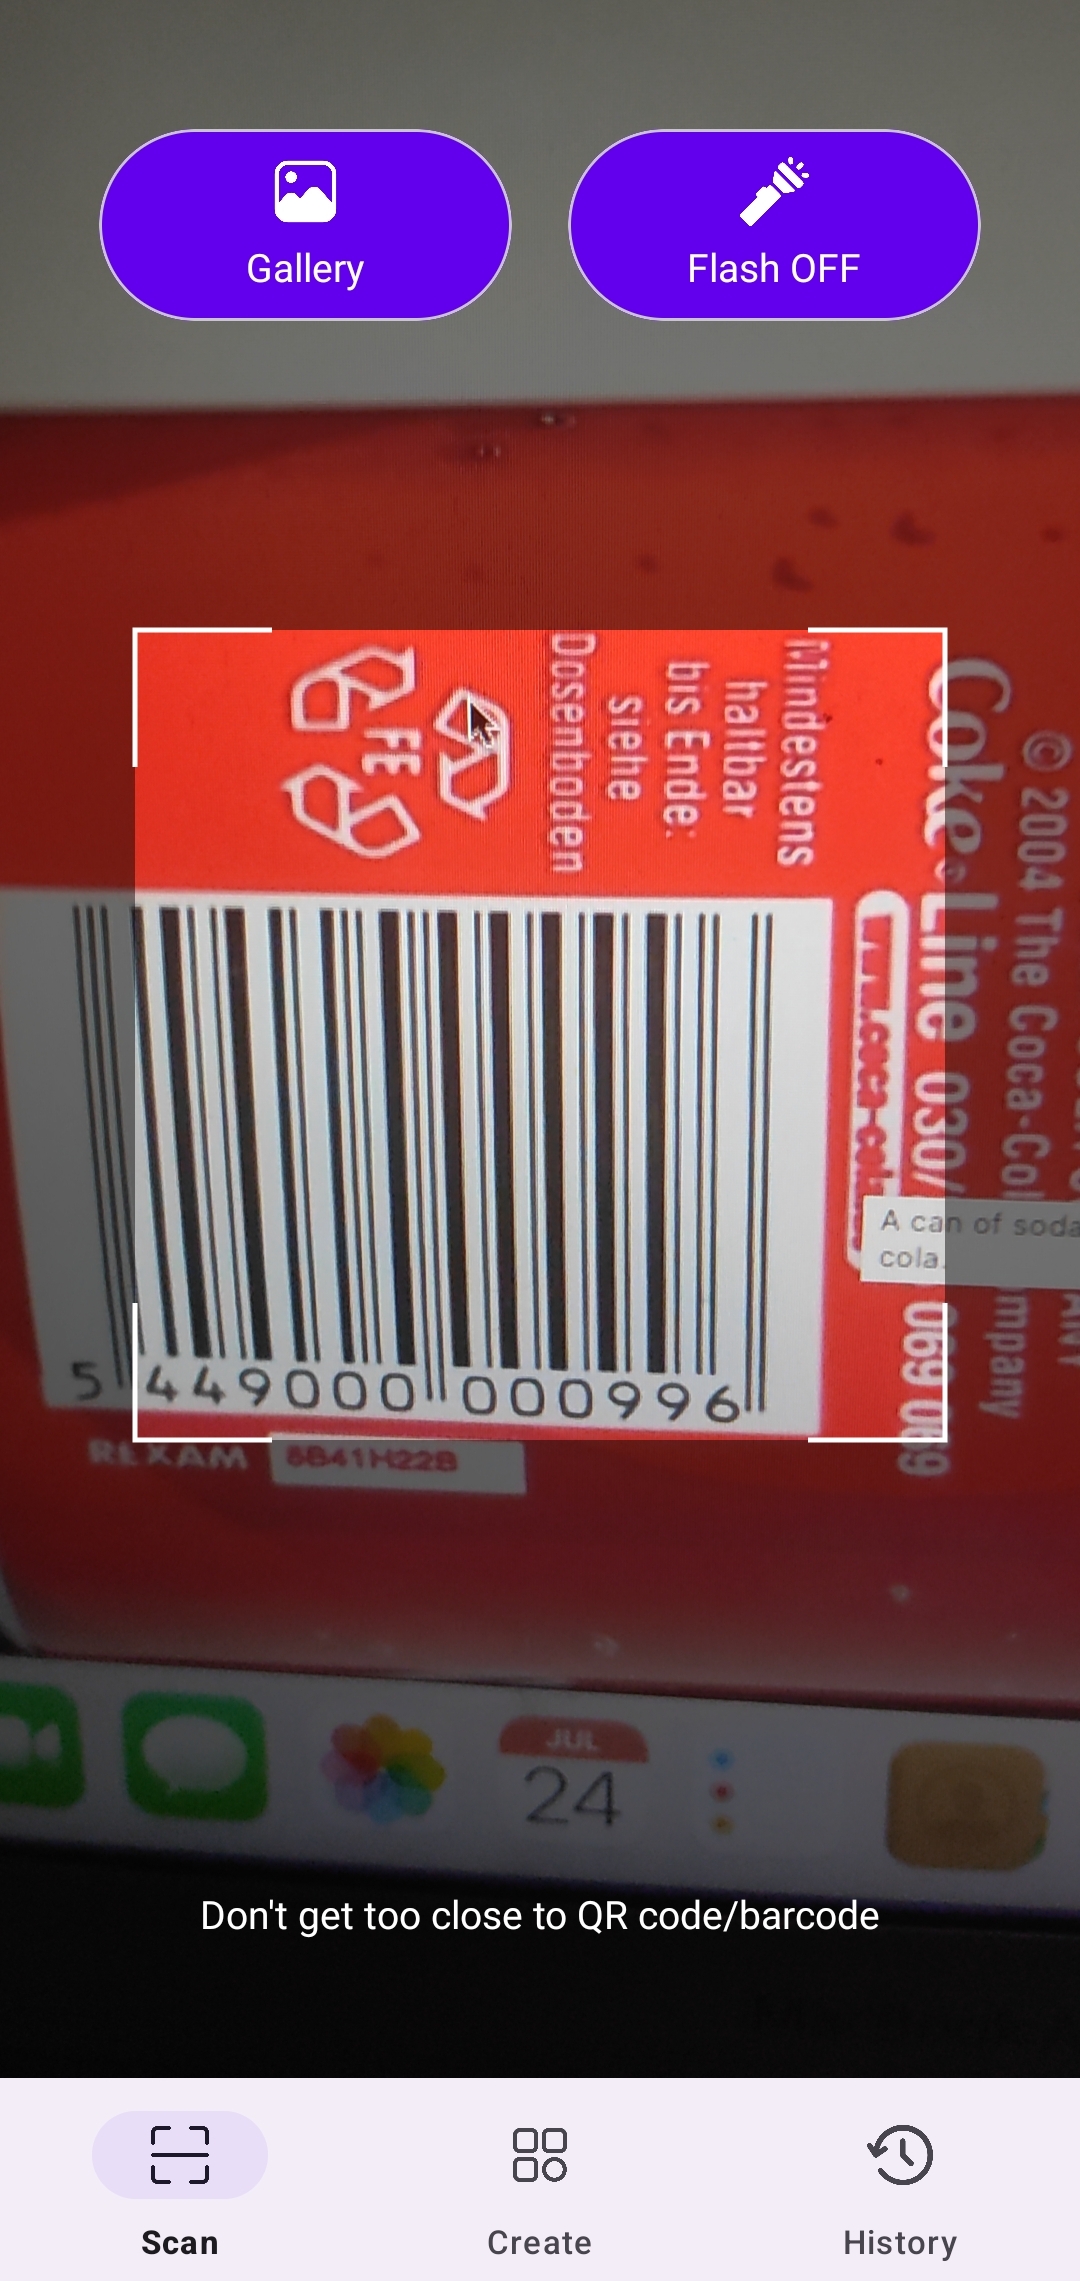 Gallery
Flash OFF
Mindestens
haltbar
bis Ende:
siehe
Dosenboden
FE
Coke® Line 030/
069 069
© 2004 The Coca-Col
mpany
A can of soda
cola.
5 449000 000996
REXAM
JUL
24
Don't get too close to QR code/barcode
Scan
Create
History